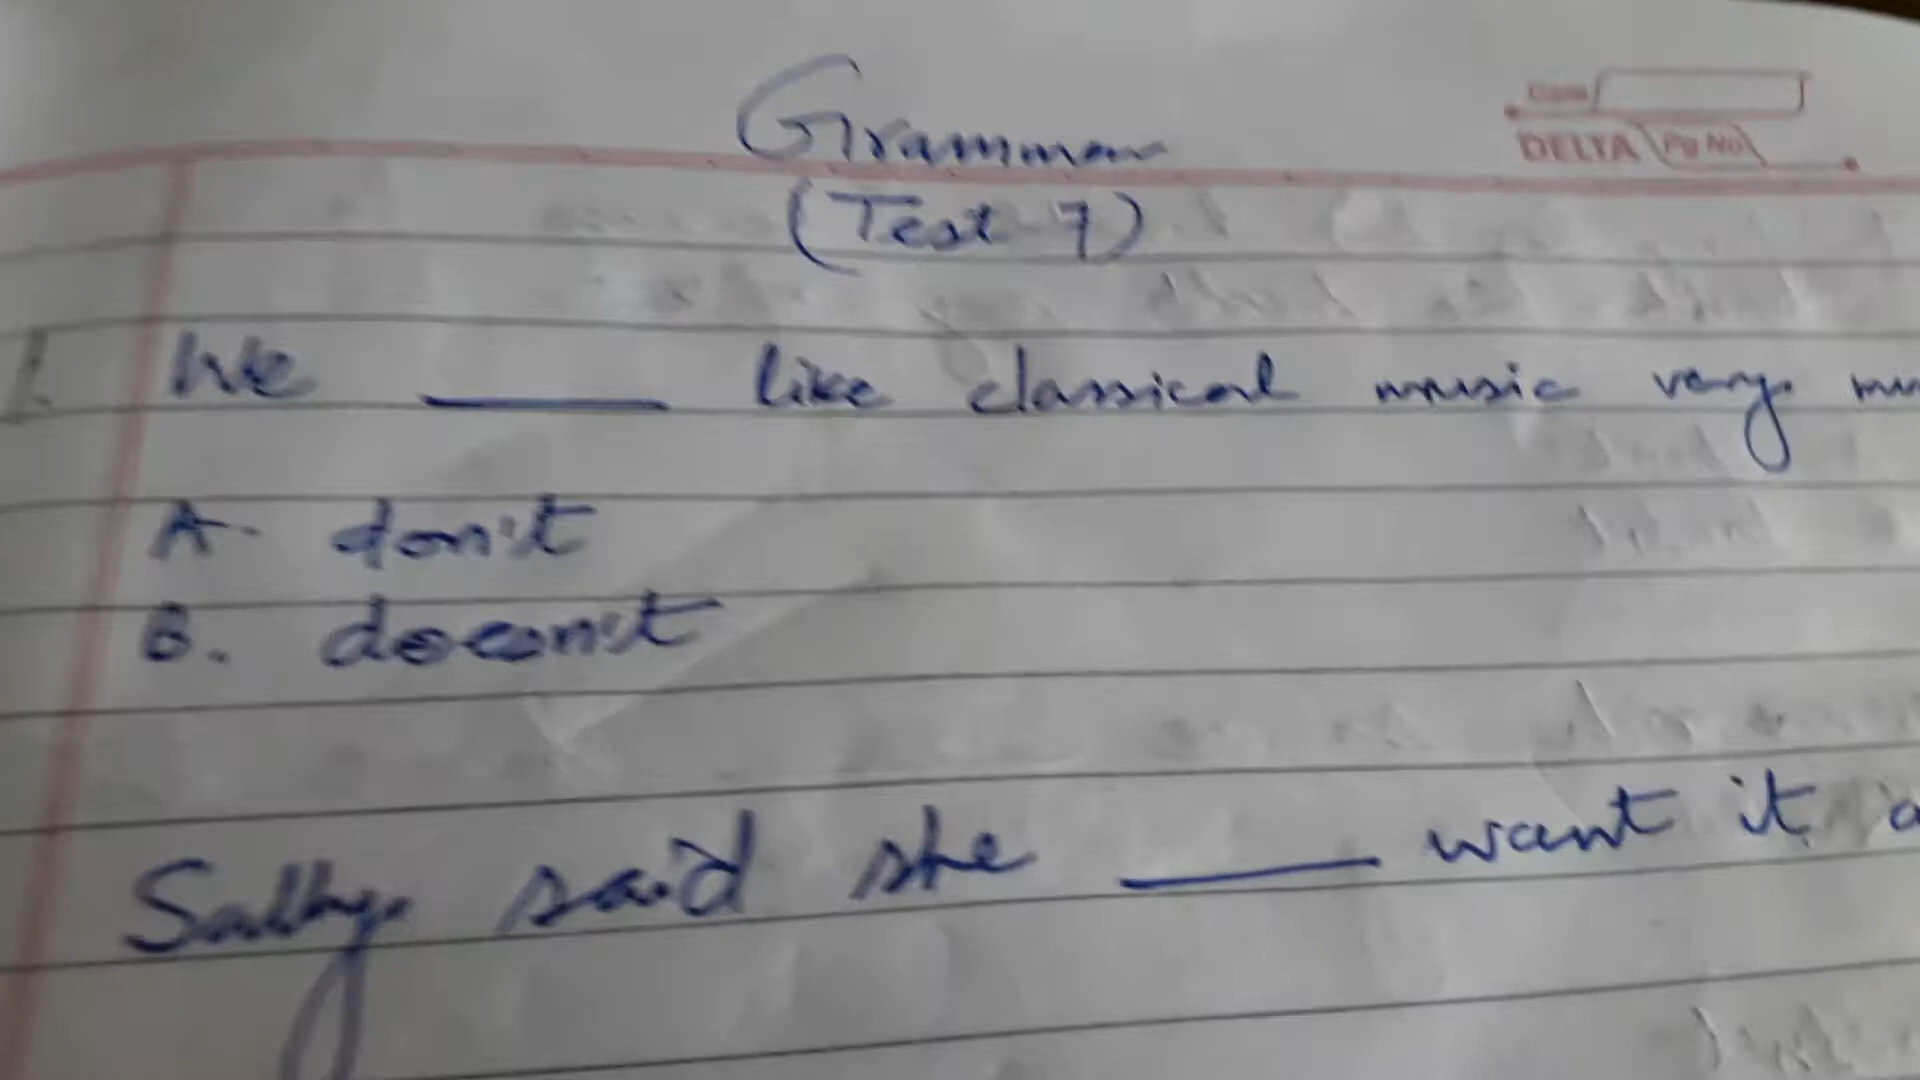 Grammar
Date
DELTA Pg No
(Test 7)
1. We ______ like classical music very
A. don't
B. doesn't
Sally said she ______ want it